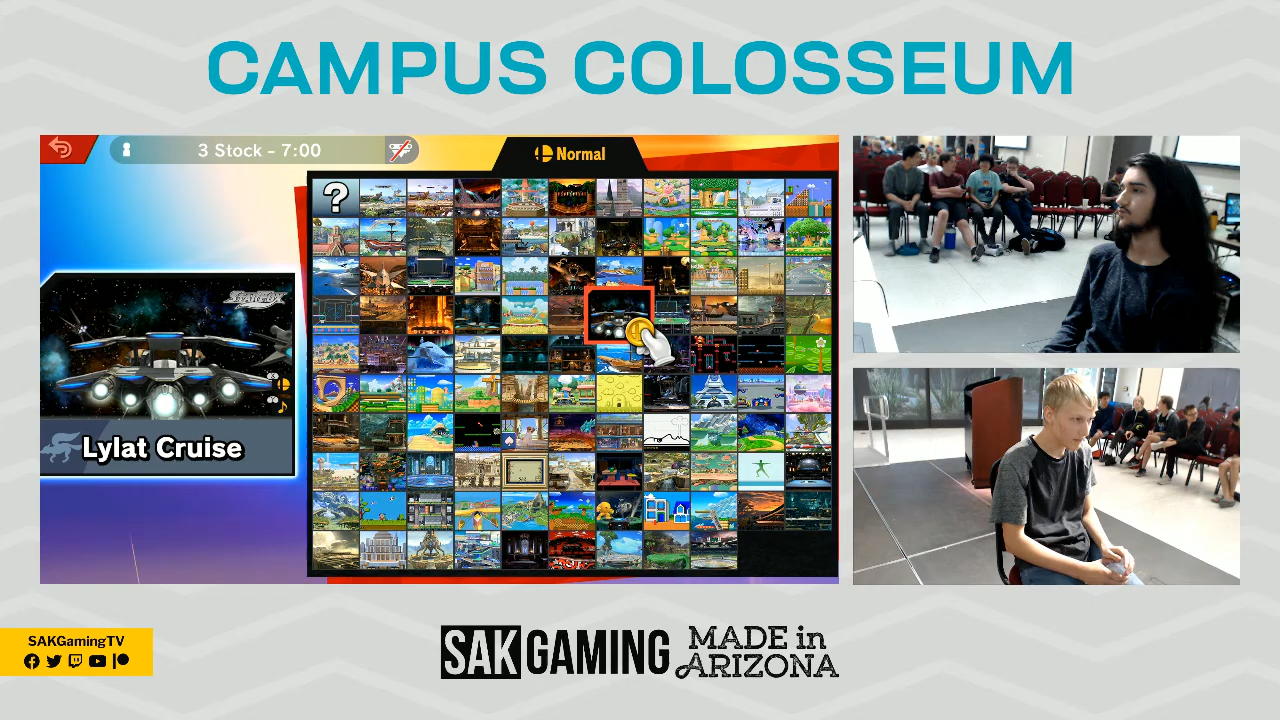 CAMPUS COLOSSEUM
3 Stock - 7:00
Normal
?
STARFOX
Lylat Cruise
SAKGamingTV
SAKGAMING
MADE in
ARIZONA